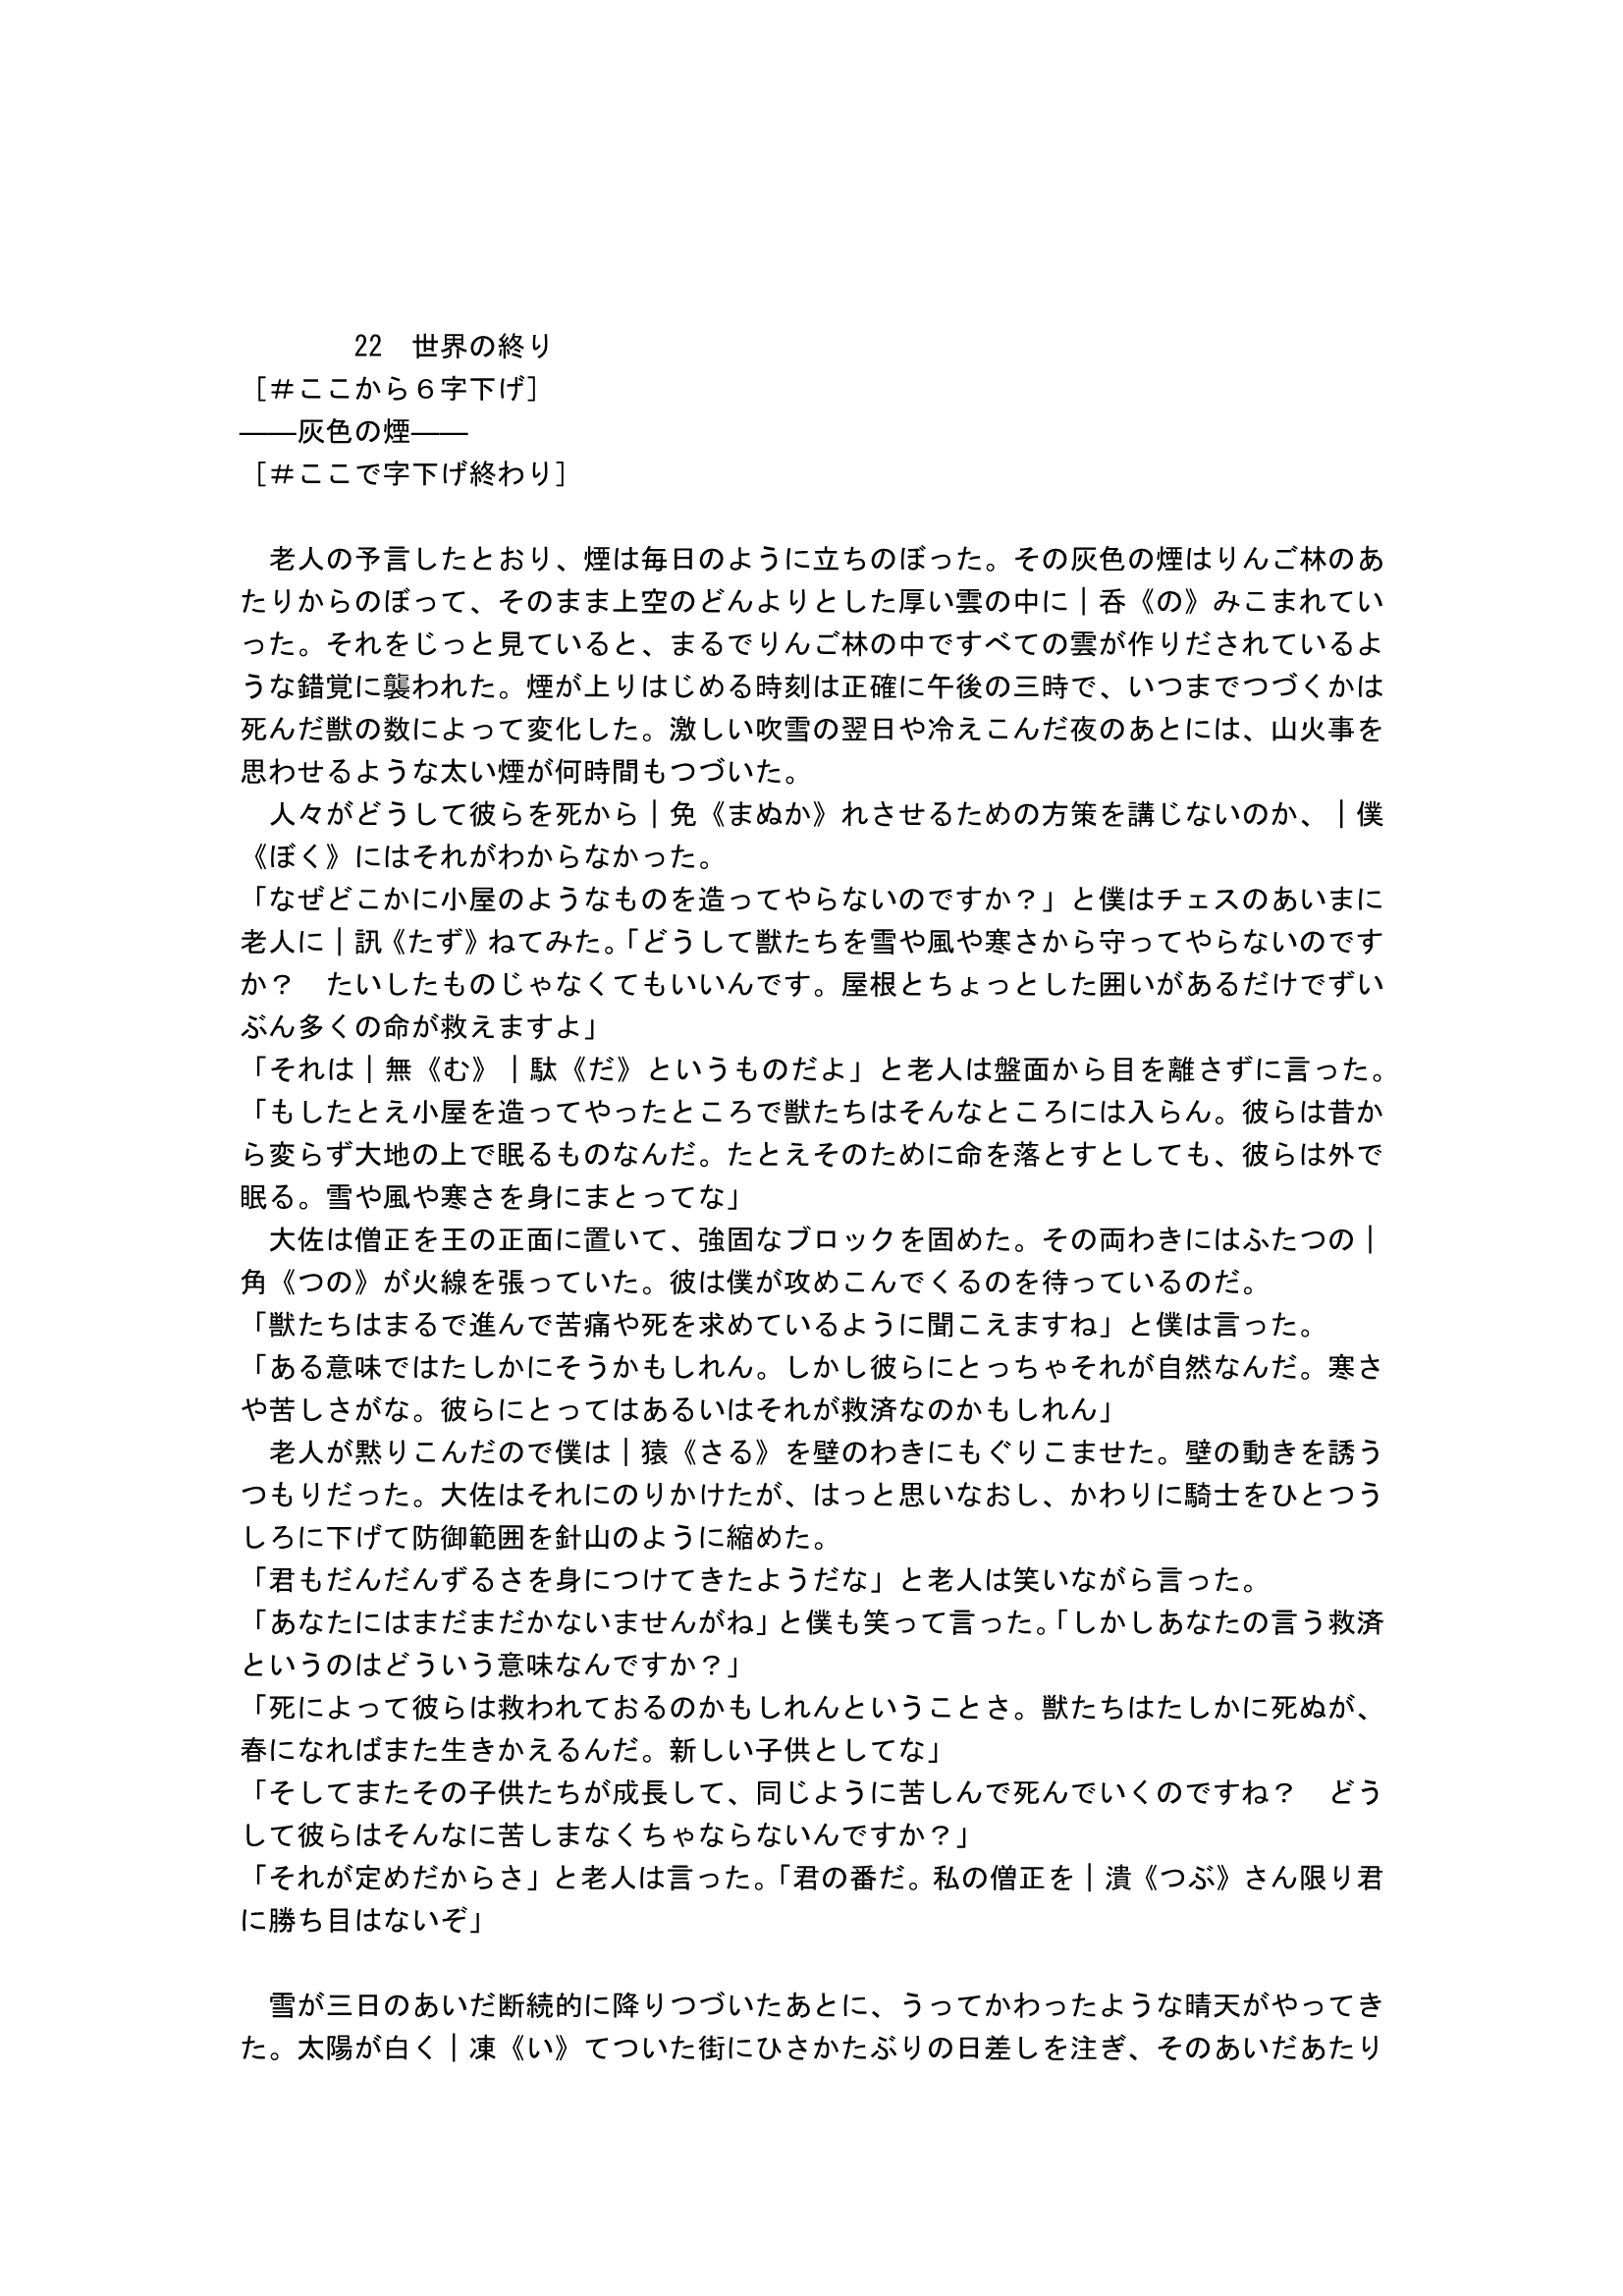 22　世界の終り
［＃ここから６字下げ］
――灰色の煙――
［＃ここで字下げ終わり］
　老人の予言したとおり、煙は毎日のように立ちのぼった。その灰色の煙はりんご林のあ
たりからのぼって、そのまま上空のどんよりとした厚い雲の中に｜呑《の》みこまれてい
った。それをじっと見ていると、まるでりんご林の中ですべての雲が作りだされているよ
うな錯覚に襲われた。煙が上りはじめる時刻は正確に午後の三時で、いつまでつづくかは
死んだ獣の数によって変化した。激しい吹雪の翌日や冷えこんだ夜のあとには、山火事を
思わせるような太い煙が何時間もつづいた。
　人々がどうして彼らを死から｜免《まぬか》れさせるための方策を講じないのか、｜僕
《ぼく》にはそれがわからなかった。
「なぜどこかに小屋のようなものを造ってやらないのですか？」と僕はチェスのあいまに
老人に｜訊《たず》ねてみた。「どうして獣たちを雪や風や寒さから守ってやらないのです
か？　たいしたものじゃなくてもいいんです。屋根とちょっとした囲いがあるだけでずい
ぶん多くの命が救えますよ」
「それは｜無《む》｜駄《だ》というものだよ」と老人は盤面から目を離さずに言った。
「もしたとえ小屋を造ってやったところで獣たちはそんなところには入らん。彼らは昔か
ら変らず大地の上で眠るものなんだ。たとえそのために命を落とすとしても、彼らは外で
眠る。雪や風や寒さを身にまとってな」
　大佐は僧正を王の正面に置いて、強固なブロックを固めた。その両わきにはふたつの｜
角《つの》が火線を張っていた。彼は僕が攻めこんでくるのを待っているのだ。
「獣たちはまるで進んで苦痛や死を求めているように聞こえますね」と僕は言った。
「ある意味ではたしかにそうかもしれん。しかし彼らにとっちゃそれが自然なんだ。寒さ
や苦しさがな。彼らにとってはあるいはそれが救済なのかもしれん」
　老人が黙りこんだので僕は｜猿《さる》を壁のわきにもぐりこませた。壁の動きを誘う
つもりだった。大佐はそれにのりかけたが、はっと思いなおし、かわりに騎士をひとつう
しろに下げて防御範囲を針山のように縮めた。
「君もだんだんずるさを身につけてきたようだな」と老人は笑いながら言った。
「あなたにはまだまだかないませんがね」と僕も笑って言った。「しかしあなたの言う救済
というのはどういう意味なんですか？」
「死によって彼らは救われておるのかもしれんということさ。獣たちはたしかに死ぬが、
春になればまた生きかえるんだ。新しい子供としてな」
「そしてまたその子供たちが成長して、同じように苦しんで死んでいくのですね？　どう
して彼らはそんなに苦しまなくちゃならないんですか？」
「それが定めだからさ」と老人は言った。「君の番だ。私の僧正を｜潰《つぶ》さん限り君
に勝ち目はないぞ」
　雪が三日のあいだ断続的に降りつづいたあとに、うってかわったような晴天がやってき
た。太陽が白く｜凍《い》てついた街にひさかたぶりの日差しを注ぎ、そのあいだあたり